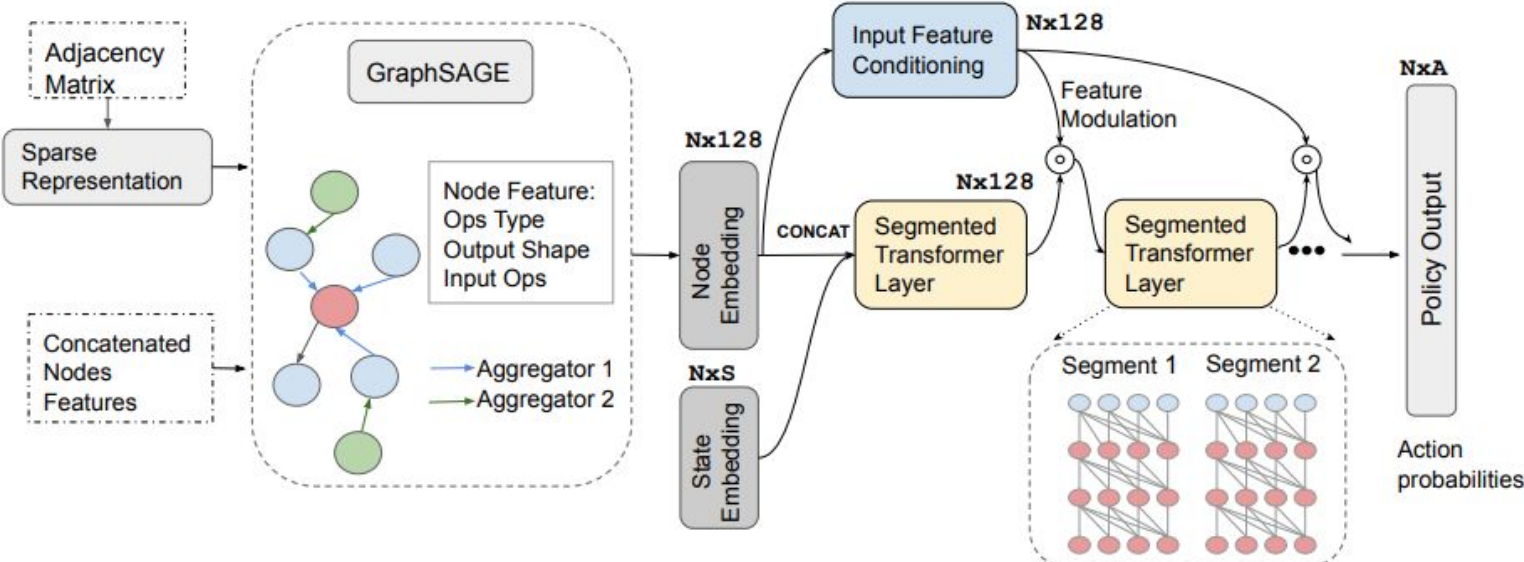 Adjacency
Matrix
Sparse
Representation
Concatenated
Nodes
Features
GraphSAGE
Node Feature:
Ops Type
Output Shape
Input Ops
Aggregator 1
Aggregator 2
Nx128
Node
Embedding
NxS
State
Embedding
CONCAT
Input Feature
Conditioning
Nx128
Feature
Modulation
Nx128
Segmented
Transformer
Layer
Segmented
Transformer
Layer
Segment 1
Segment 2
NxA
Policy Output
Action
probabilities